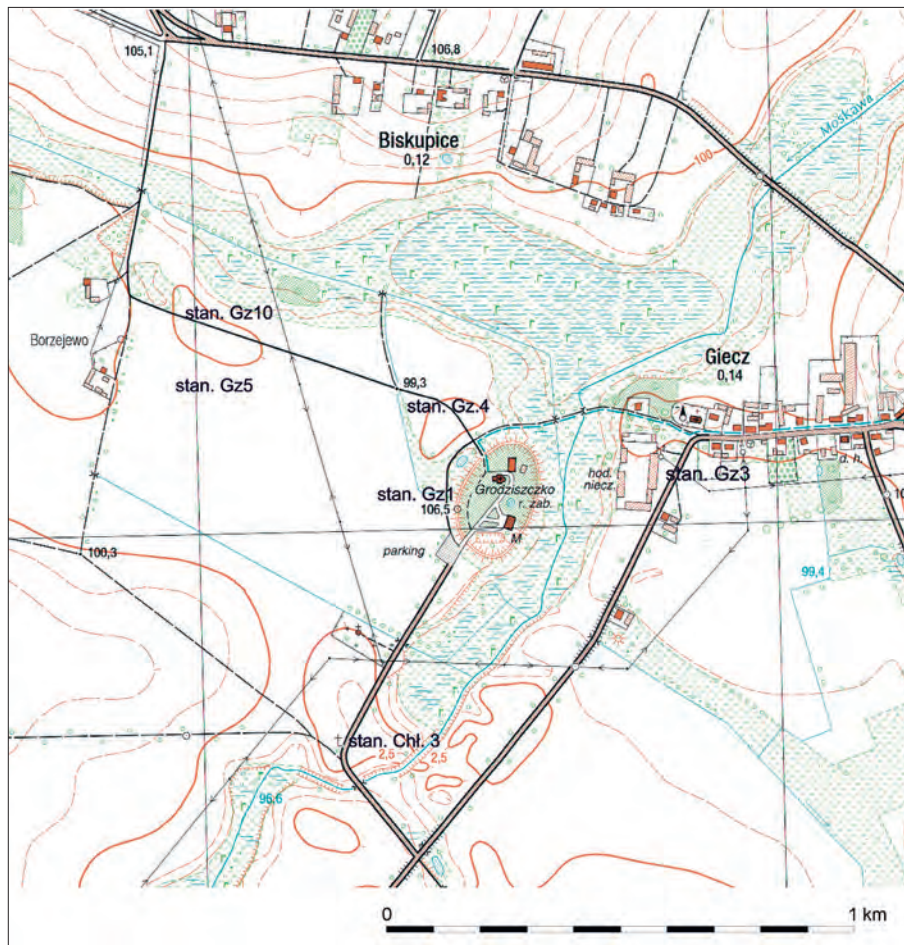 105,1
106,8
Moskawa
Biskupice
0,12
100
stan. Gz10
Borzejewo
Giecz
0,14
stan. Gz5
99,3
stan. Gz.4
hod.
niecz.
stan. Gz3
d. h.
stan. Gz1
Grodziszczko
r. zab.
106,5
M
parking
100,3
99,4
stan. Chł. 3
2,5
2,5
96,6
0
1 km